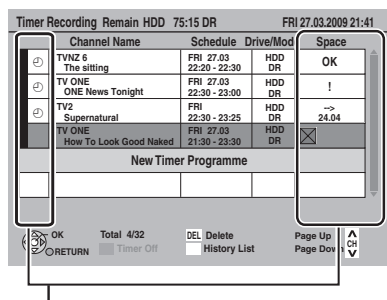 Timer Recording Remain HDD 75:15 DR FRI 27.03.2009 21:41
Channel Name Schedule Drive/Mod Space
TVNZ 6 FRI 27.03 HDD OK
The sitting 22:20 - 22:30 DR
TV ONE FRI 27.03 HDD !
ONE News Tonight 22:30 - 23:00 DR
TV2 FRI HDD -->
Supernatural 22:30 - 23:25 DR 24.04
TV ONE FRI 27.03 HDD
How To Look Good Naked 21:30 - 23:30 DR
New Timer Programme
OK Total 4/32 DEL Delete Page Up
CH
RETURN Timer Off History List Page Down